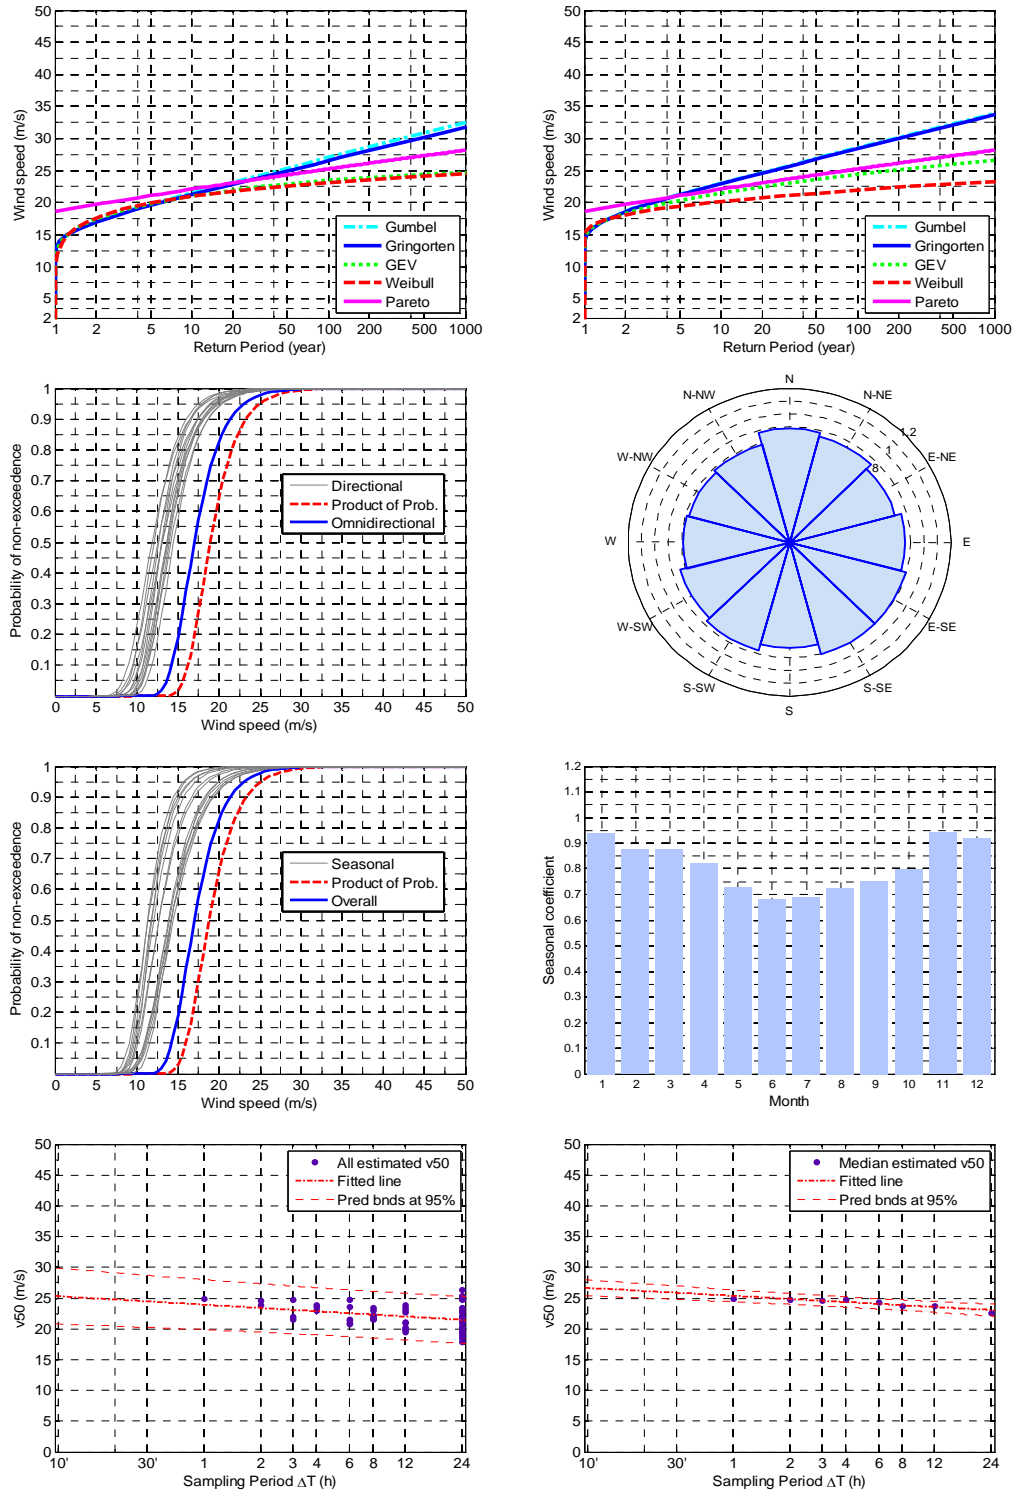 50
45
40
35
30
25
20
15
10
5
2
Wind speed (m/s)
Gumbel
Gringorten
GEV
Weibull
Pareto
1 2 5 10 20 50 100 200 500 1000
Return Period (year)
50
45
40
35
30
25
20
15
10
5
2
Wind speed (m/s)
Gumbel
Gringorten
GEV
Weibull
Pareto
1 2 5 10 20 50 100 200 500 1000
Return Period (year)
1
0.9
0.8
0.7
0.6
0.5
0.4
0.3
0.2
0.1
Probability of non-exceedence
Directional
Product of Prob.
Omnidirectional
0 5 10 15 20 25 30 35 40 45 50
Wind speed (m/s)
N
N-NW N-NE
1.2
W-NW 1 E-NE
8
W E
W-SW E-SE
S-SW S-SE
S
1
0.9
0.8
0.7
0.6
0.5
0.4
0.3
0.2
0.1
Probability of non-exceedence
Seasonal
Product of Prob.
Overall
0 5 10 15 20 25 30 35 40 45 50
Wind speed (m/s)
1.2
1.1
1
0.9
0.8
0.7
0.6
0.5
0.4
0.3
0.2
0.1
0
Seasonal coefficient
1 2 3 4 5 6 7 8 9 10 11 12
Month
50
45
40
35
30
25
20
15
10
5
0
v50 (m/s)
All estimated v50
Fitted line
Pred bnds at 95%
10' 30' 1 2 3 4 6 8 12 24
Sampling Period ΔT (h)
50
45
40
35
30
25
20
15
10
5
0
v50 (m/s)
Median estimated v50
Fitted line
Pred bnds at 95%
10' 30' 1 2 3 4 6 8 12 24
Sampling Period ΔT (h)